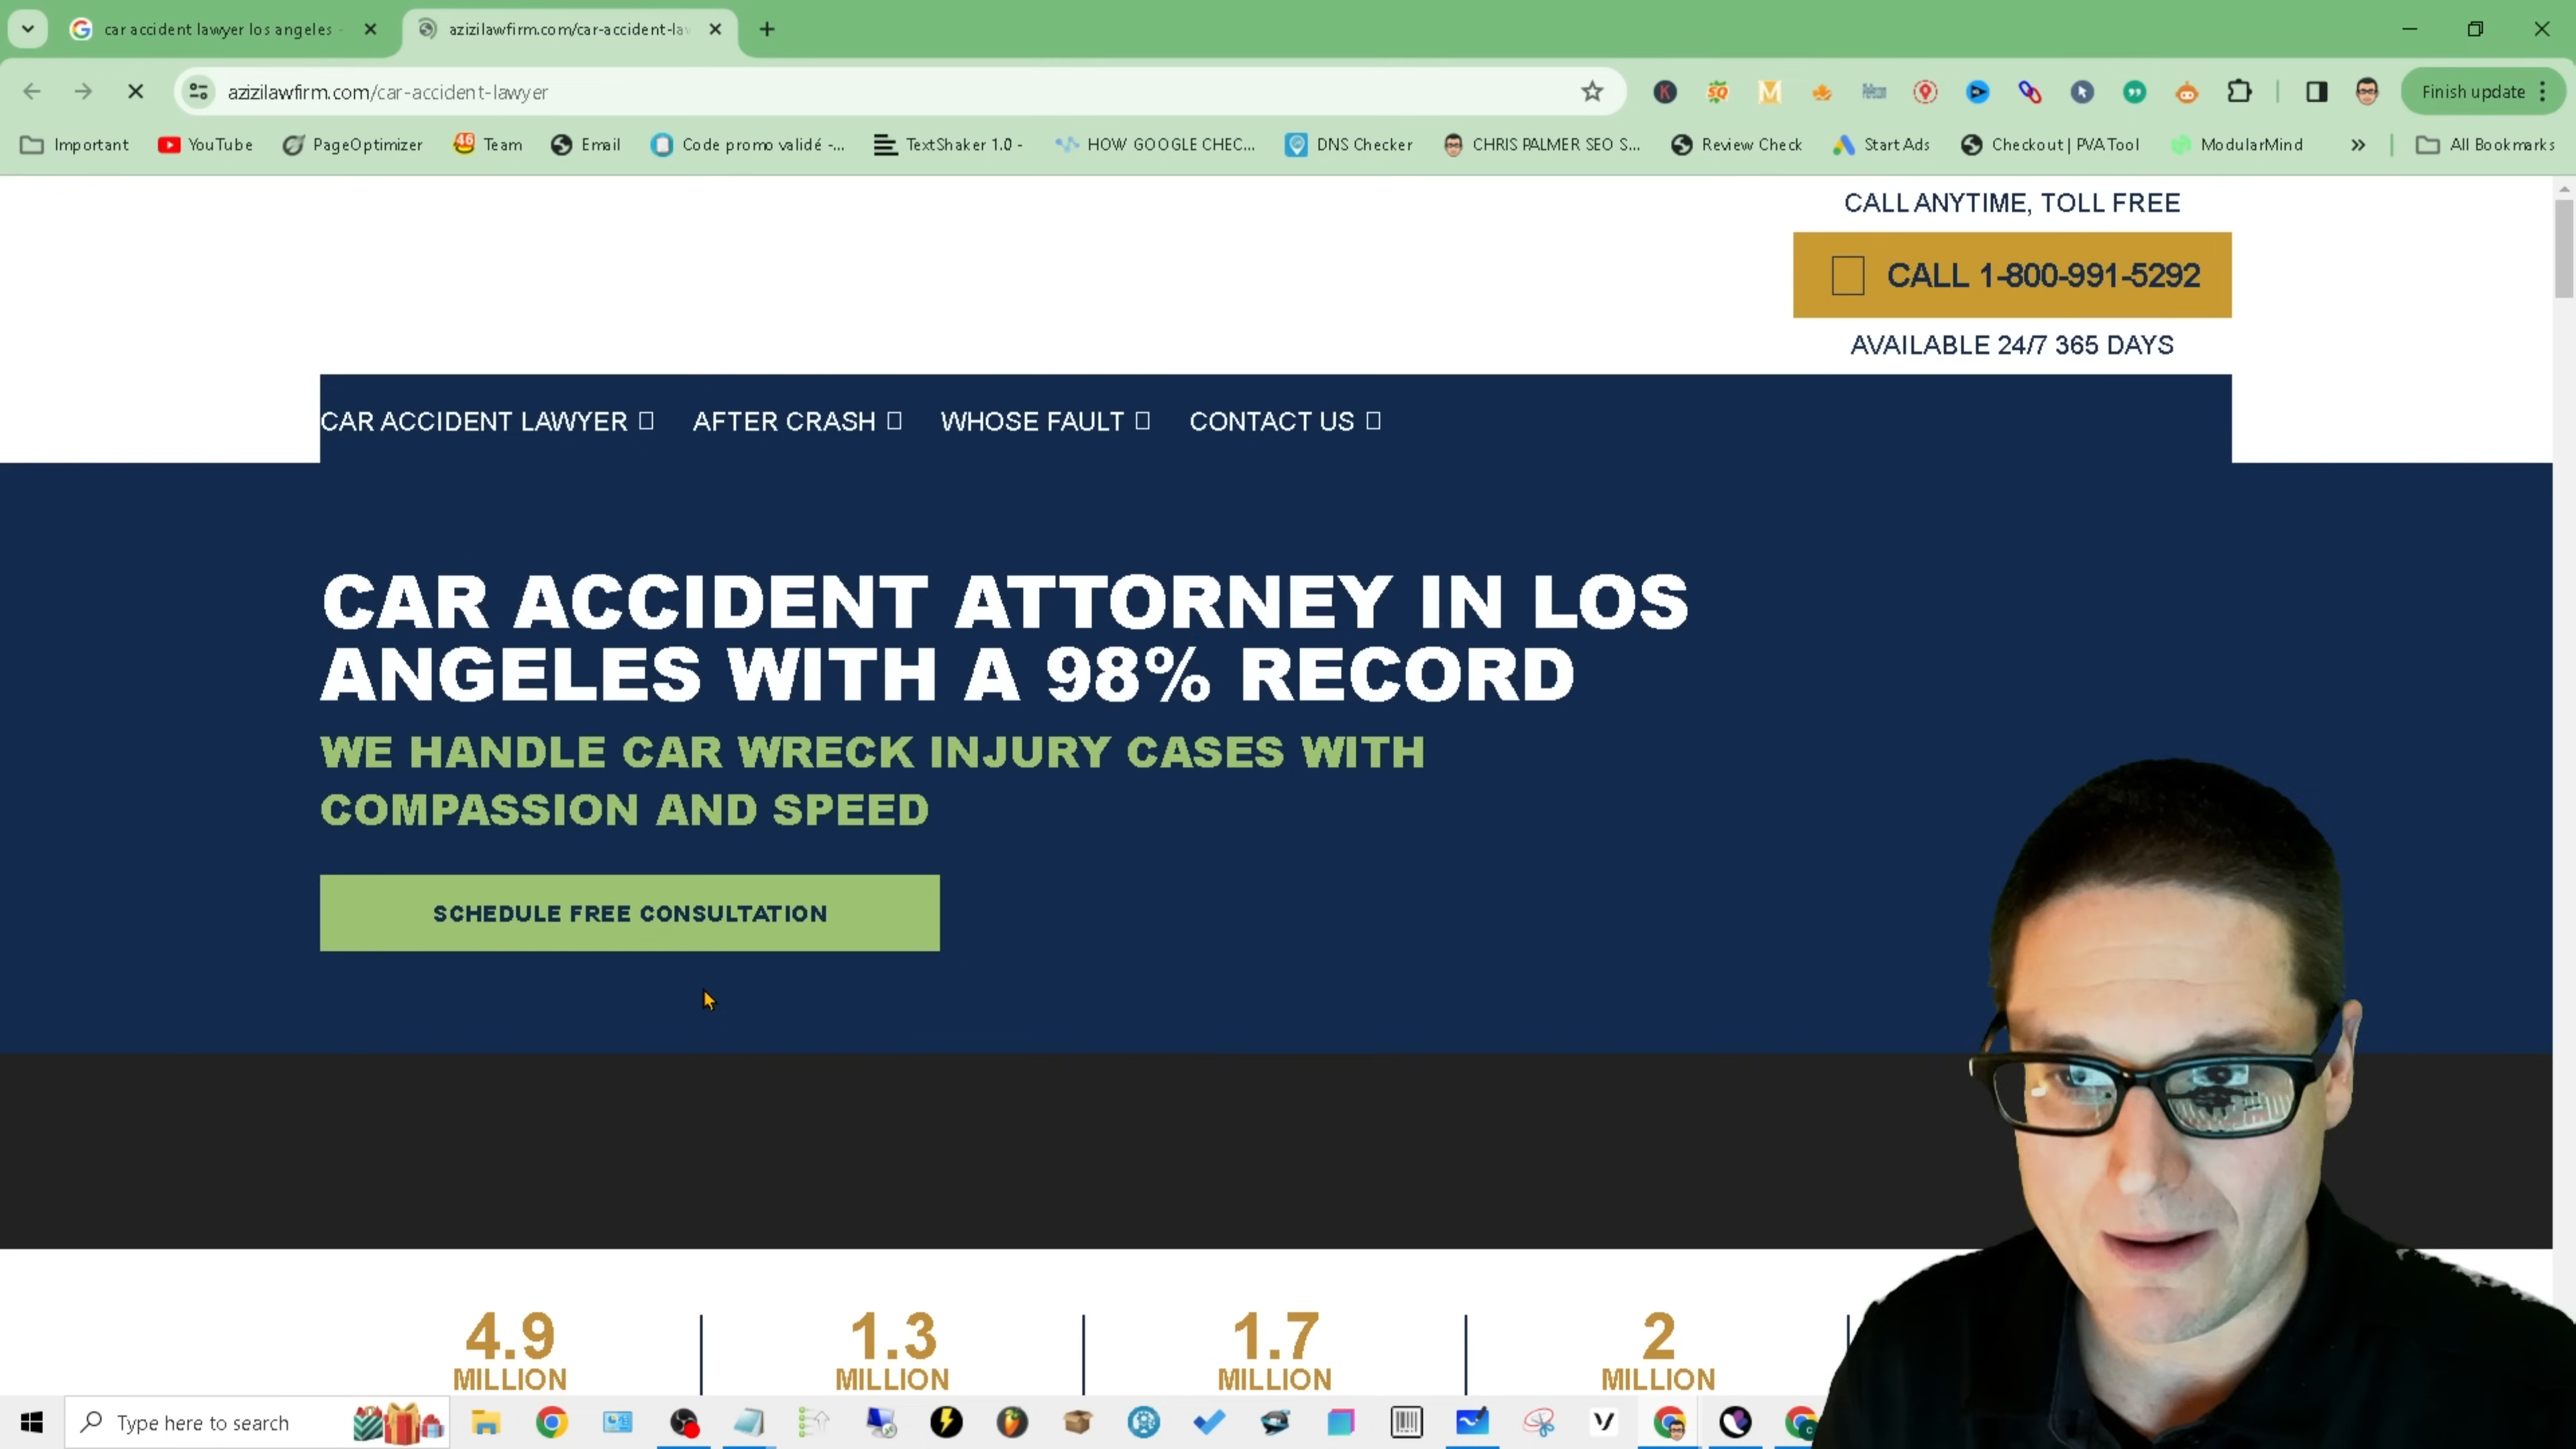 car accident lawyer los angeles -
azizilawfirm.com/car-accident-la
azizilawfirm.com/car-accident-lawyer
Finish update
Important
YouTube
PageOptimizer
Team
Email
Code promo validé -...
TextShaker 1.0 -
HOW GOOGLE CHEC...
DNS Checker
CHRIS PALMER SEO S...
Review Check
Start Ads
Checkout | PVA Tool
ModularMind
All Bookmarks
CALL ANYTIME, TOLL FREE
CALL 1-800-991-5292
AVAILABLE 24/7 365 DAYS
CAR ACCIDENT LAWYER
AFTER CRASH
WHOSE FAULT
CONTACT US
CAR ACCIDENT ATTORNEY IN LOS
ANGELES WITH A 98% RECORD
WE HANDLE CAR WRECK INJURY CASES WITH
COMPASSION AND SPEED
SCHEDULE FREE CONSULTATION
4.9
MILLION
1.3
MILLION
1.7
MILLION
2
MILLION
Type here to search